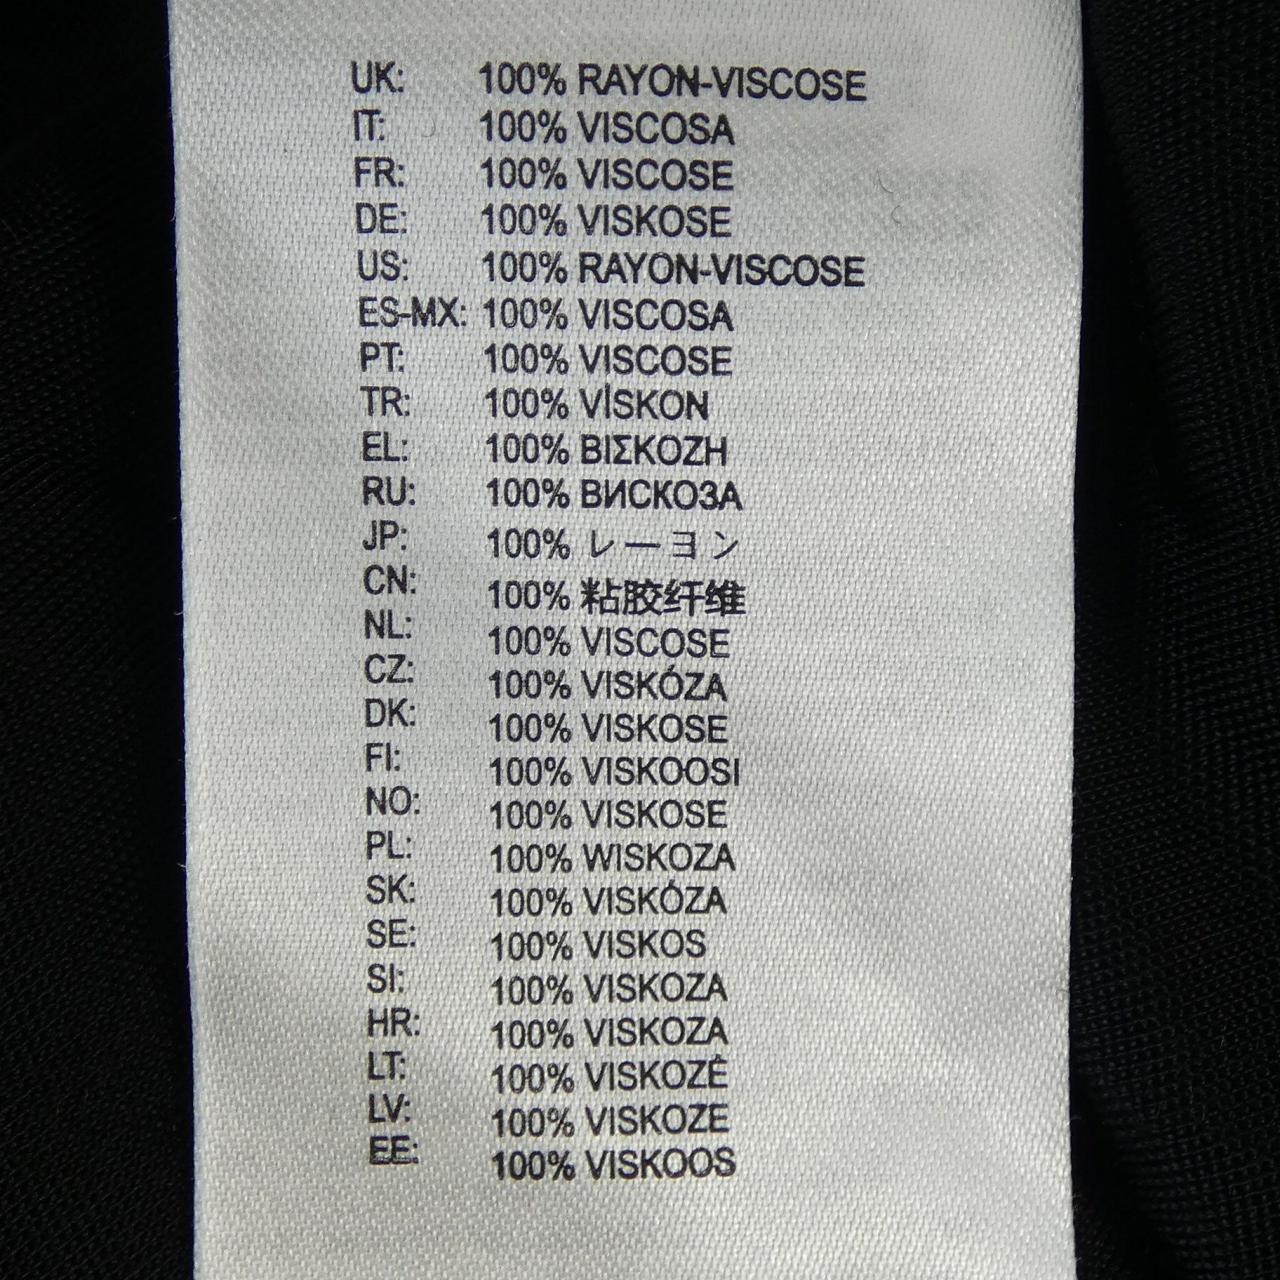 UK: 100% RAYON-VISCOSE
IT: 100% VISCOSA
FR: 100% VISCOSE
DE: 100% VISKOSE
US: 100% RAYON-VISCOSE
ES-MX: 100% VISCOSA
PT: 100% VISCOSE
TR: 100% VİSKON
EL: 100% ΒΙΣΚΟΖΗ
RU: 100% ВИСКОЗА
JP: 100% レーヨン
CN: 100% 粘胶纤维
NL: 100% VISCOSE
CZ: 100% VISKÓZA
DK: 100% VISKOSE
FI: 100% VISKOOSI
NO: 100% VISKOSE
PL: 100% WISKOZA
SK: 100% VISKÓZA
SE: 100% VISKOS
SI: 100% VISKOZA
HR: 100% VISKOZA
LT: 100% VISKOZĖ
LV: 100% VISKOZE
EE: 100% VISKOOS